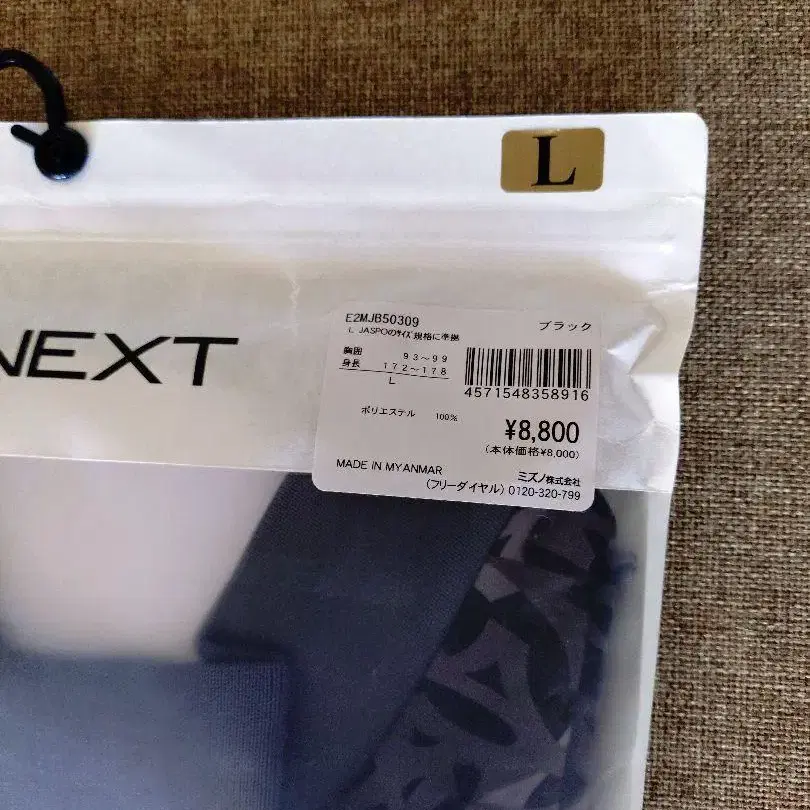 L
NEXT
E2MJB50309 ブラック
L JASPOのサイズ規格に準拠
胸囲 93～99
身長 172～178
L
4571548358916
ポリエステル 100%
¥8,800
(本体価格¥8,000)
MADE IN MYANMAR
ミズノ株式会社
(フリーダイヤル) 0120-320-799